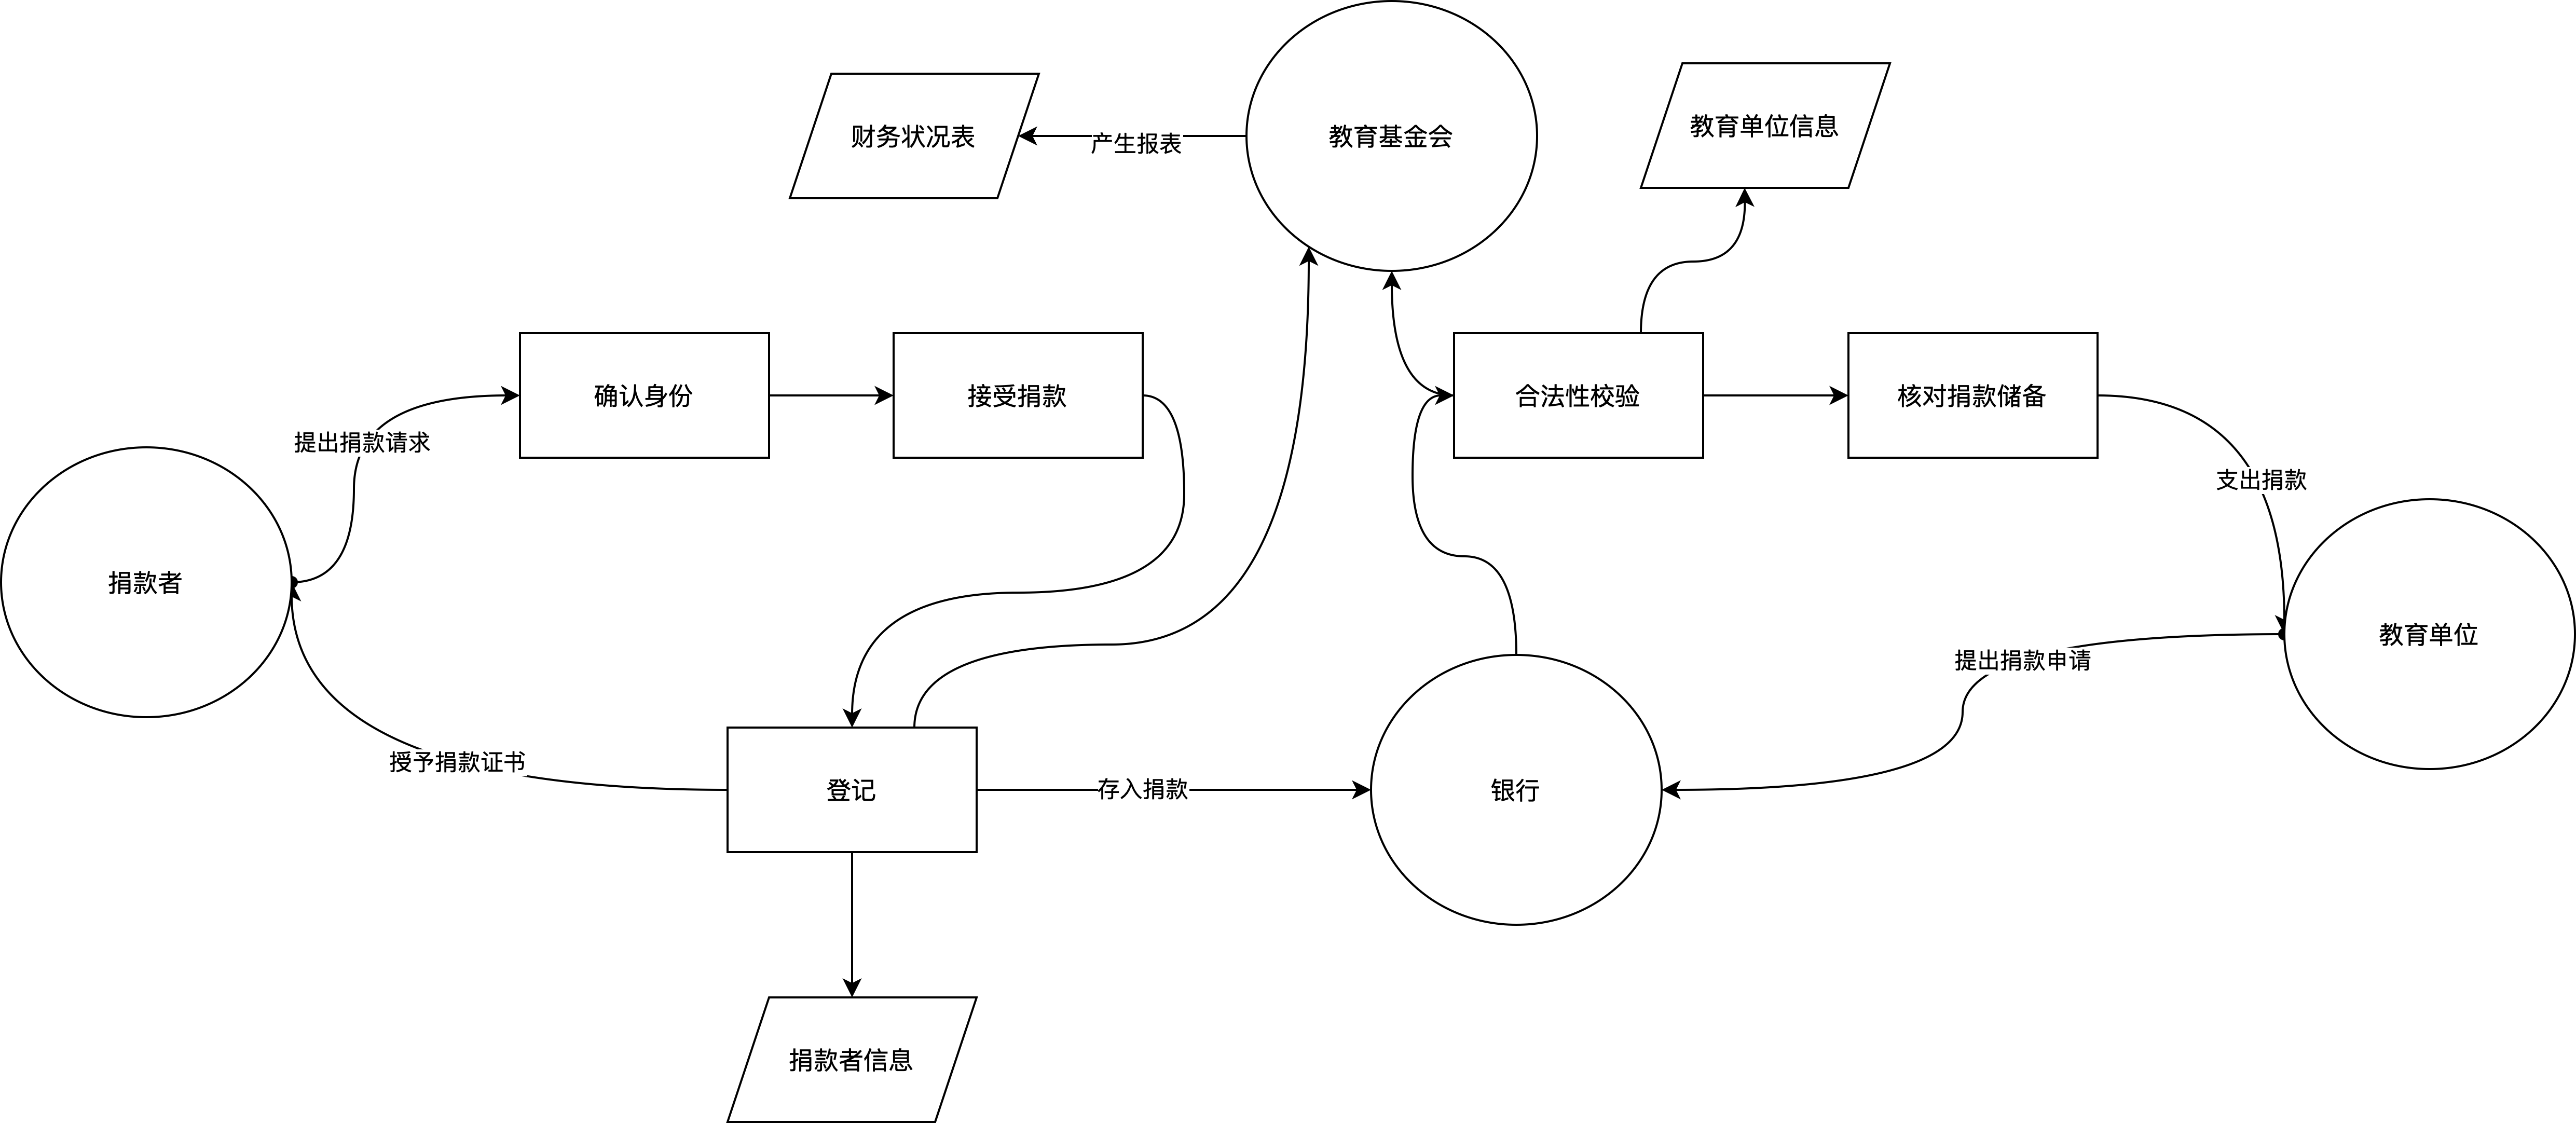 教育基金会
教育单位信息
财务状况表
产生报表
确认身份
接受捐款
合法性校验
核对捐款储备
提出捐款请求
支出捐款
捐款者
教育单位
提出捐款申请
授予捐款证书
登记
存入捐款
银行
捐款者信息